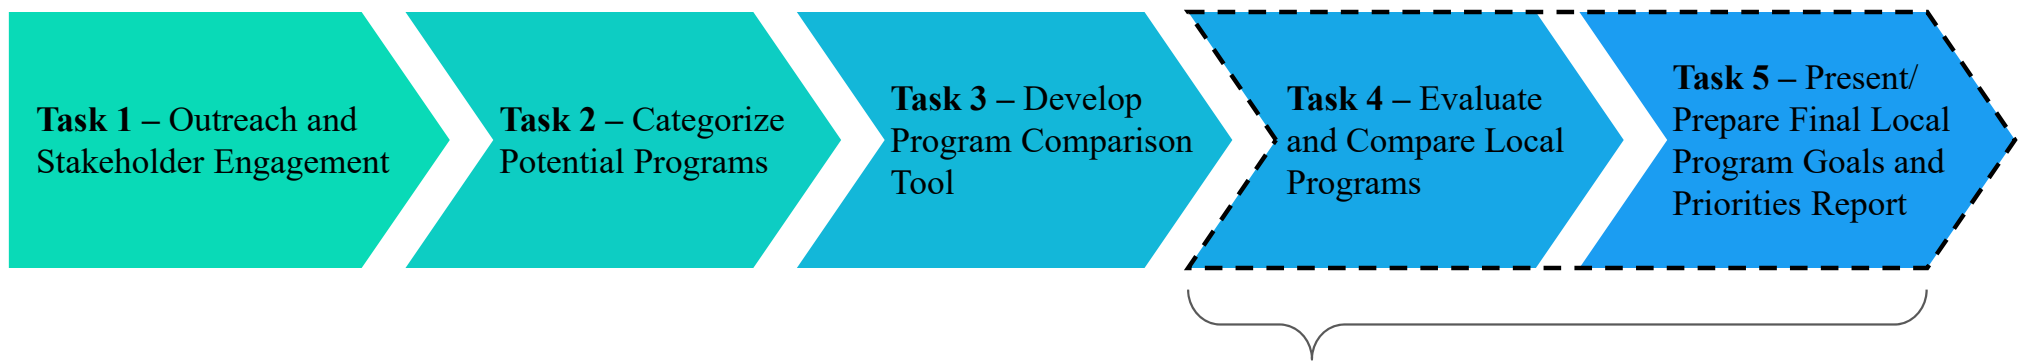 Task 1 – Outreach and
Stakeholder Engagement
Task 2 – Categorize
Potential Programs
Task 3 – Develop
Program Comparison
Tool
Task 4 – Evaluate
and Compare Local
Programs
Task 5 – Present/
Prepare Final Local
Program Goals and
Priorities Report